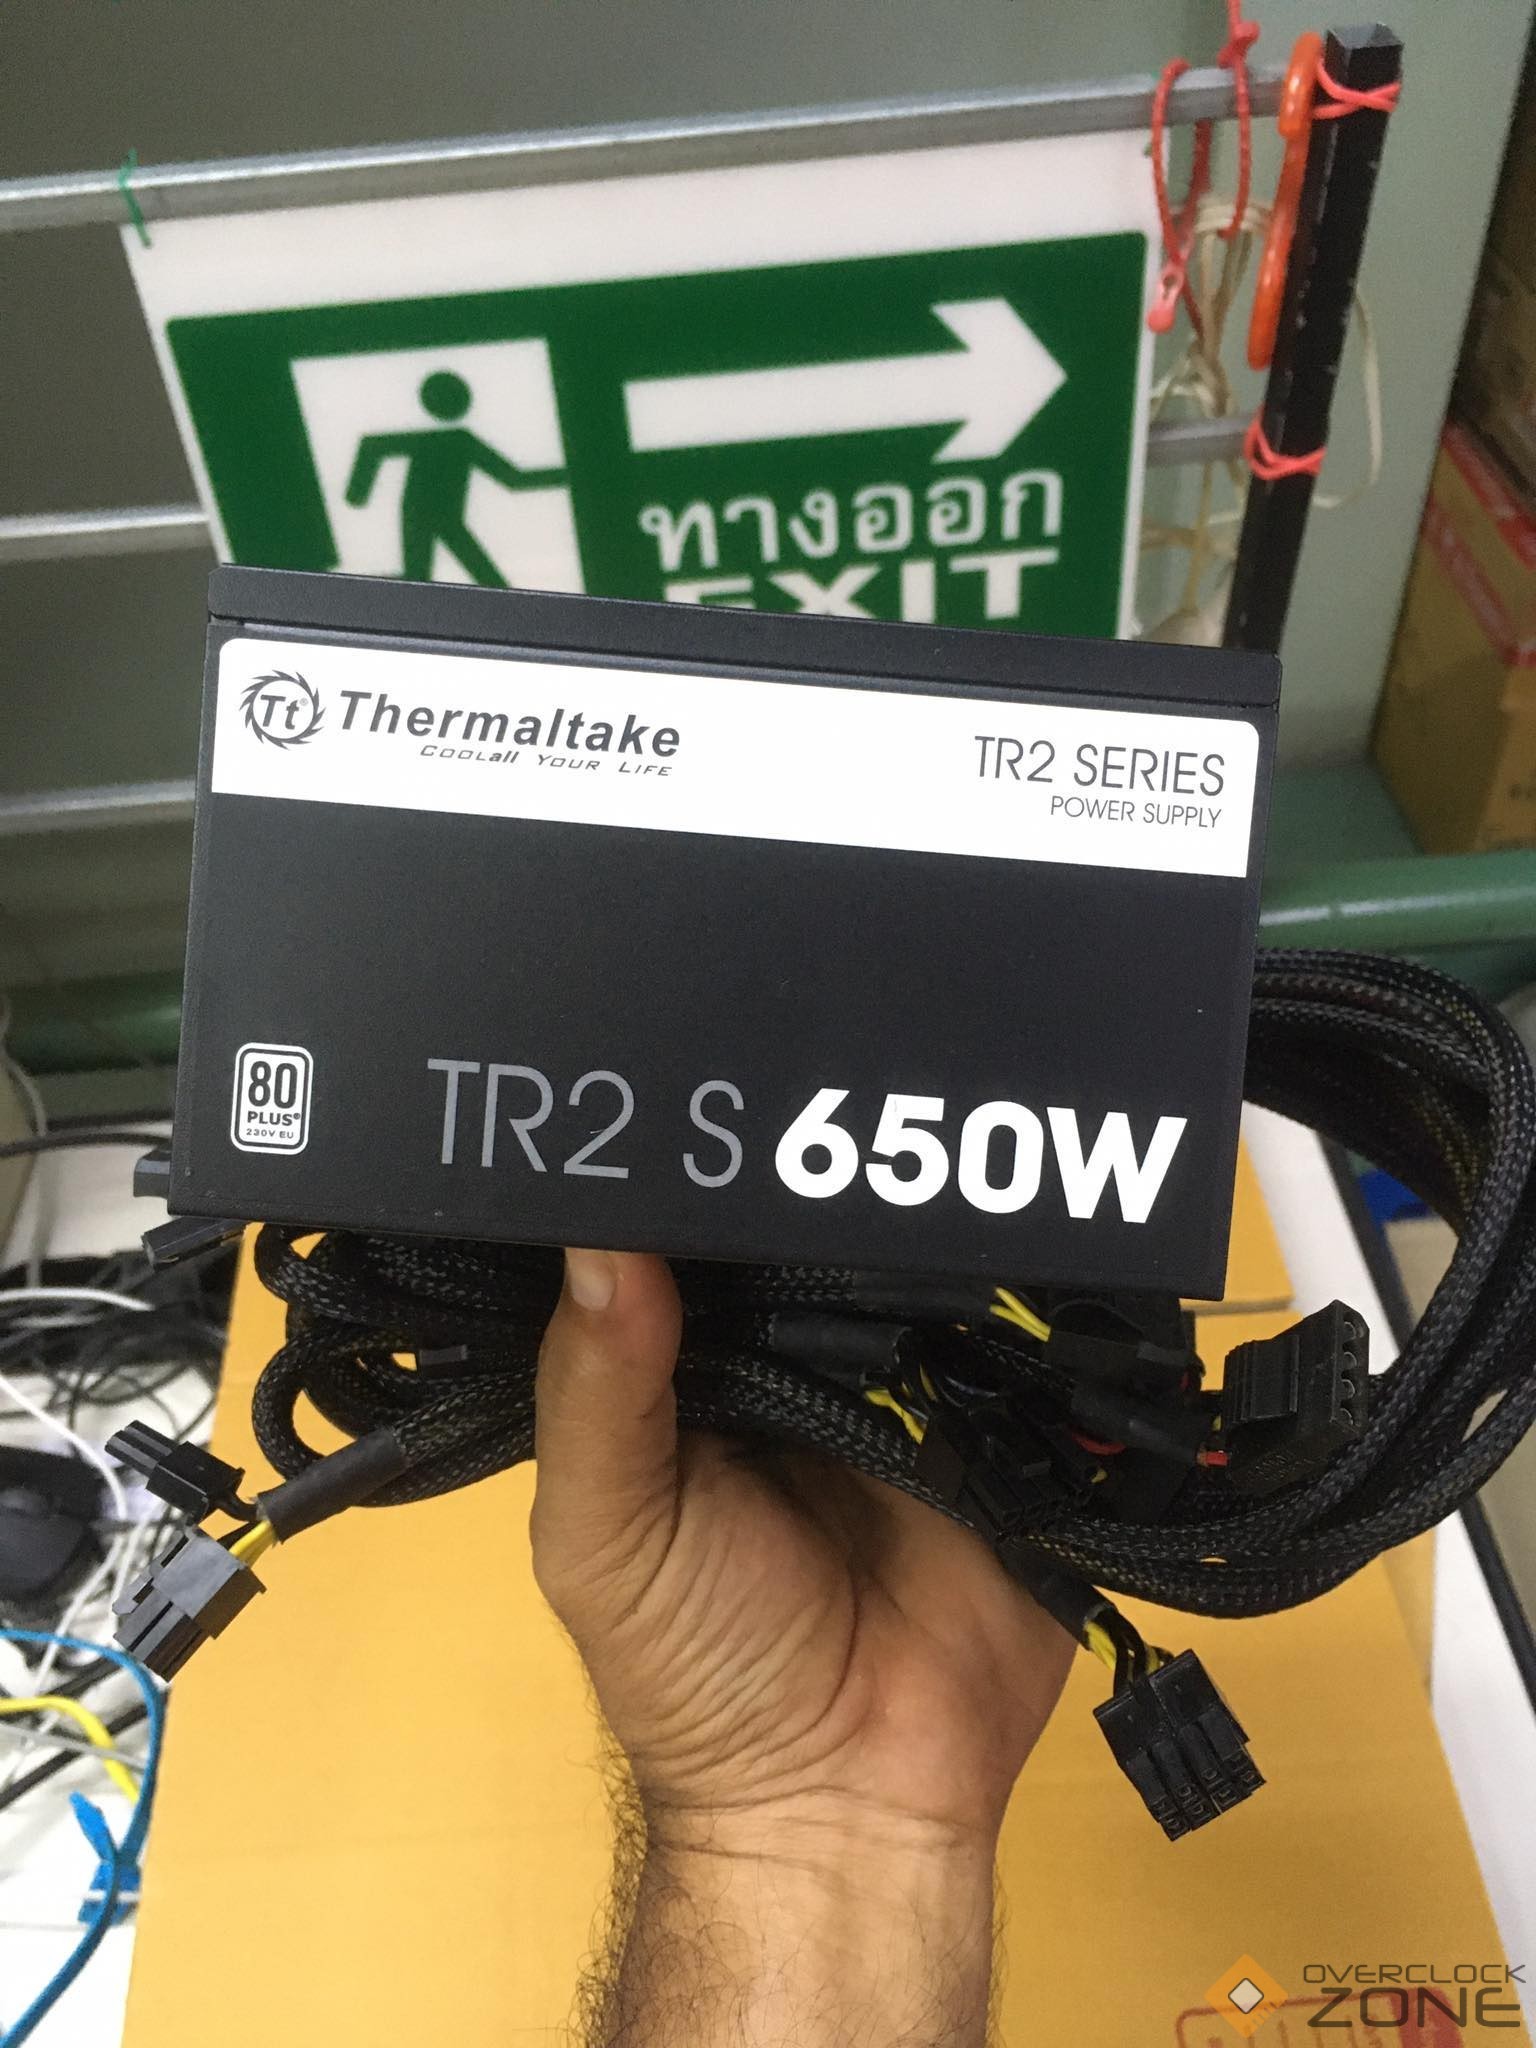 ทางออก
EXIT
Tt® Thermaltake
COOLall YOUR LIFE
TR2 SERIES
POWER SUPPLY
80
PLUS®
230V EU
TR2 S 650W
OVERCLOCK
ZONE